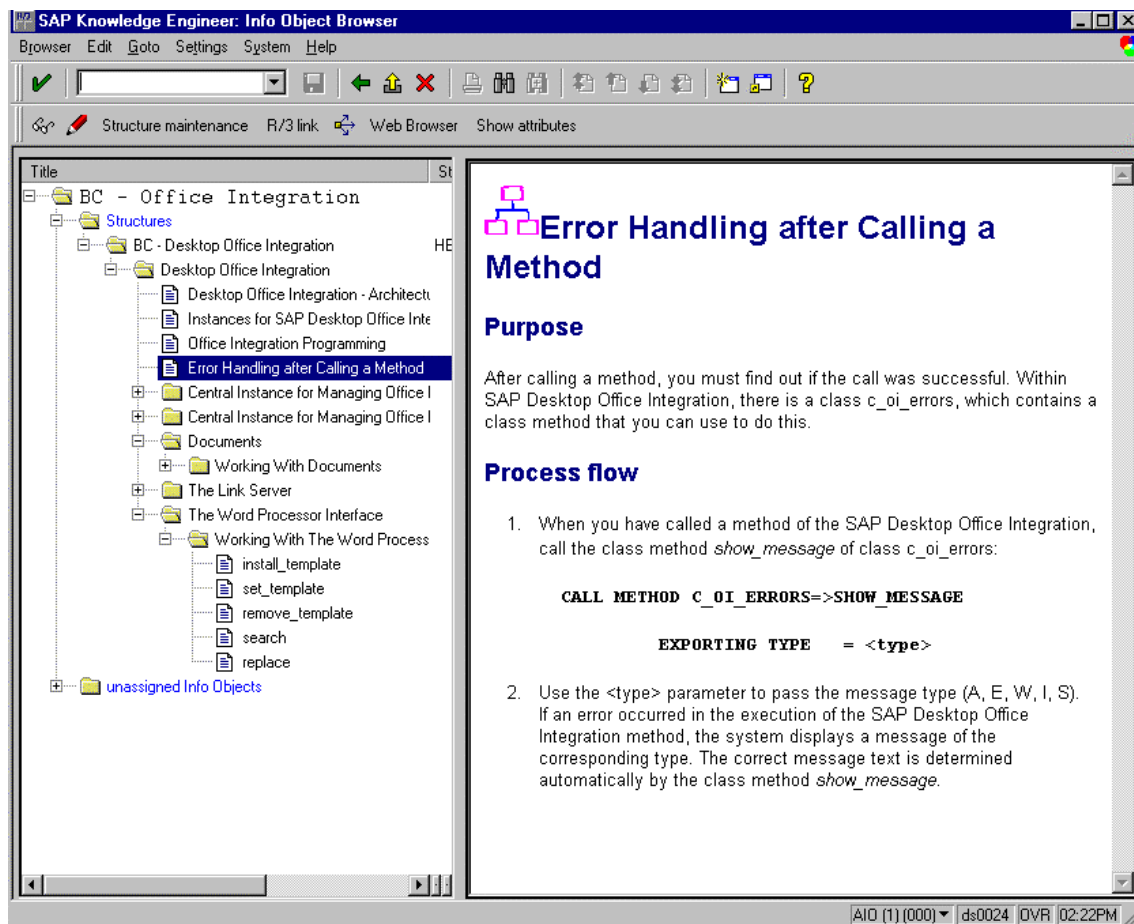 SAP Knowledge Engineer: Info Object Browser
Browser Edit Goto Settings System Help
Structure maintenance R/3 link Web Browser Show attributes
Title St
BC - Office Integration
Structures
BC - Desktop Office Integration HE
Desktop Office Integration
Desktop Office Integration - Architectu
Instances for SAP Desktop Office Inte
Office Integration Programming
Error Handling after Calling a Method
Central Instance for Managing Office I
Central Instance for Managing Office I
Documents
Working With Documents
The Link Server
The Word Processor Interface
Working With The Word Process
install_template
set_template
remove_template
search
replace
unassigned Info Objects
Error Handling after Calling a
Method
Purpose
After calling a method, you must find out if the call was successful. Within
SAP Desktop Office Integration, there is a class c_oi_errors, which contains a
class method that you can use to do this.
Process flow
1. When you have called a method of the SAP Desktop Office Integration,
call the class method show_message of class c_oi_errors:
CALL METHOD C_OI_ERRORS=>SHOW_MESSAGE
EXPORTING TYPE = <type>
2. Use the <type> parameter to pass the message type (A, E, W, I, S).
If an error occurred in the execution of the SAP Desktop Office
Integration method, the system displays a message of the
corresponding type. The correct message text is determined
automatically by the class method show_message.
AIO (1) (000) ds0024 OVR 02:22PM